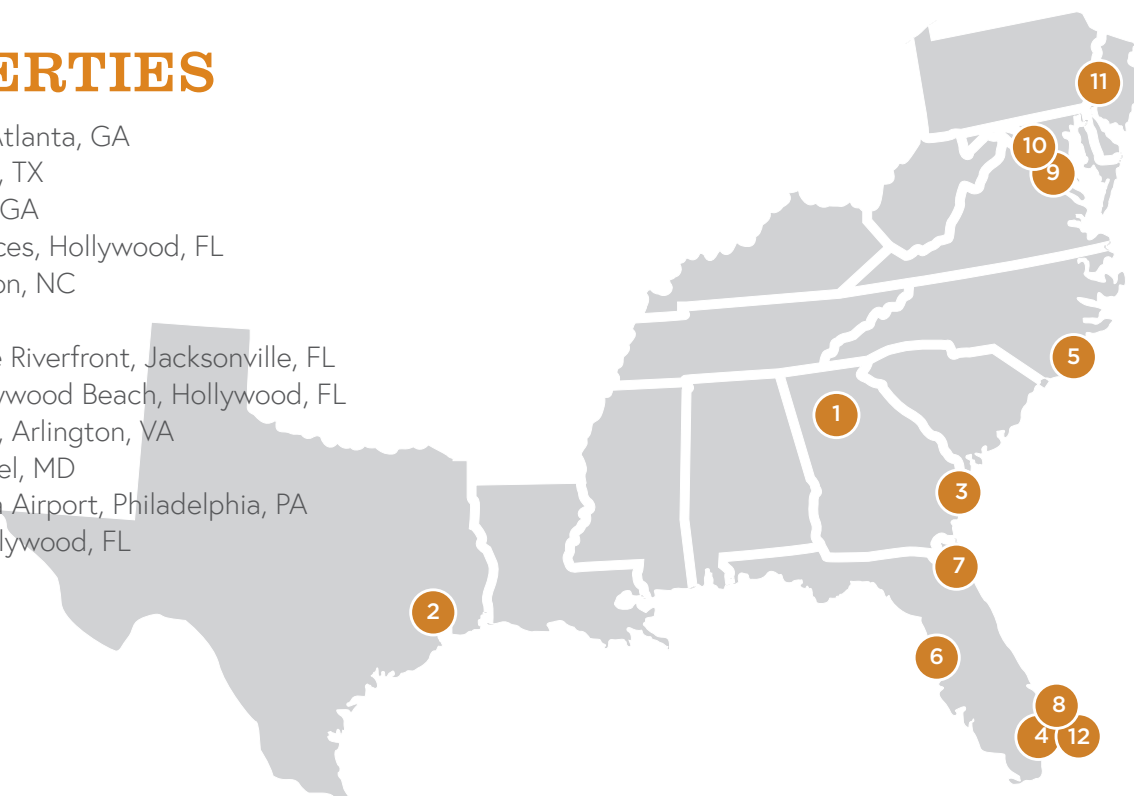 ERTIES
Atlanta, GA
, TX
GA
ces, Hollywood, FL
on, NC
e Riverfront, Jacksonville, FL
ywood Beach, Hollywood, FL
, Arlington, VA
el, MD
a Airport, Philadelphia, PA
lywood, FL
11
10
9
5
1
3
7
2
6
8
4
12